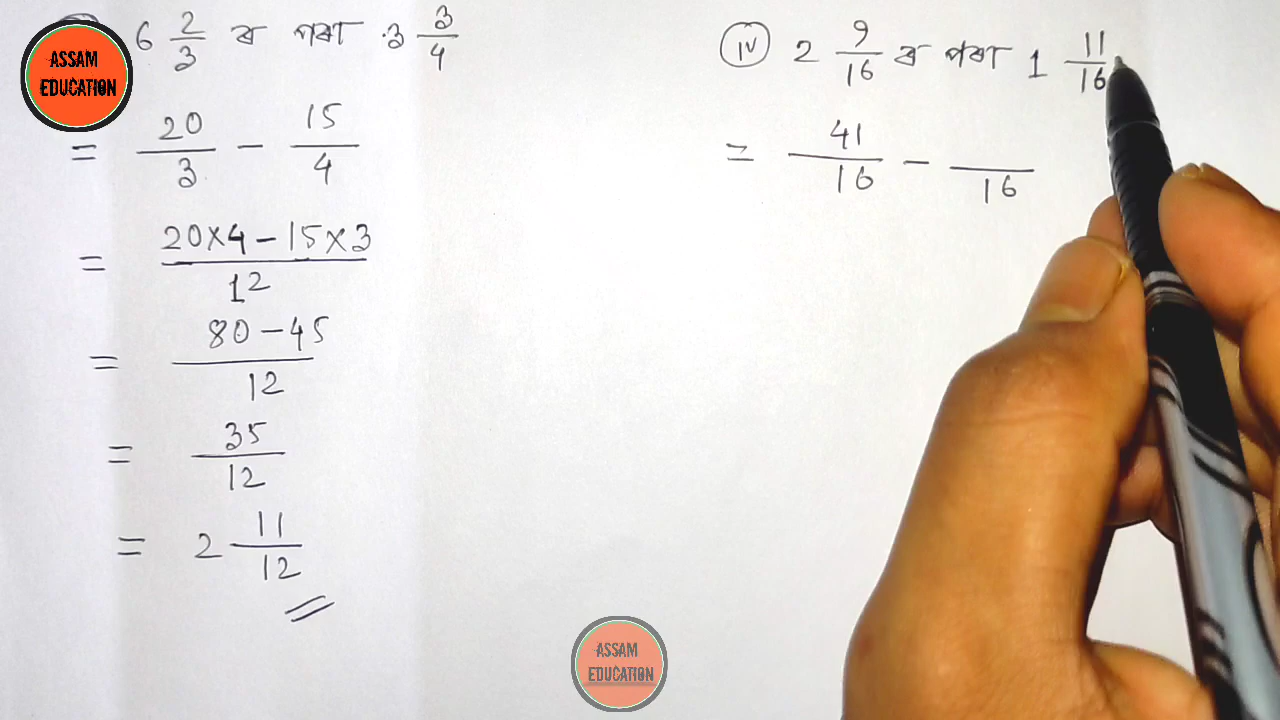 ASSAM
EDUCATION
6 2/3 ৰ পৰা 3 3/4
= 20/3 - 15/4
= 20×4-15×3/12
= 80-45/12
= 35/12
= 2 11/12
(iv) 2 9/16 ৰ পৰা 1 11/16
= 41/16 - /16
ASSAM
EDUCATION